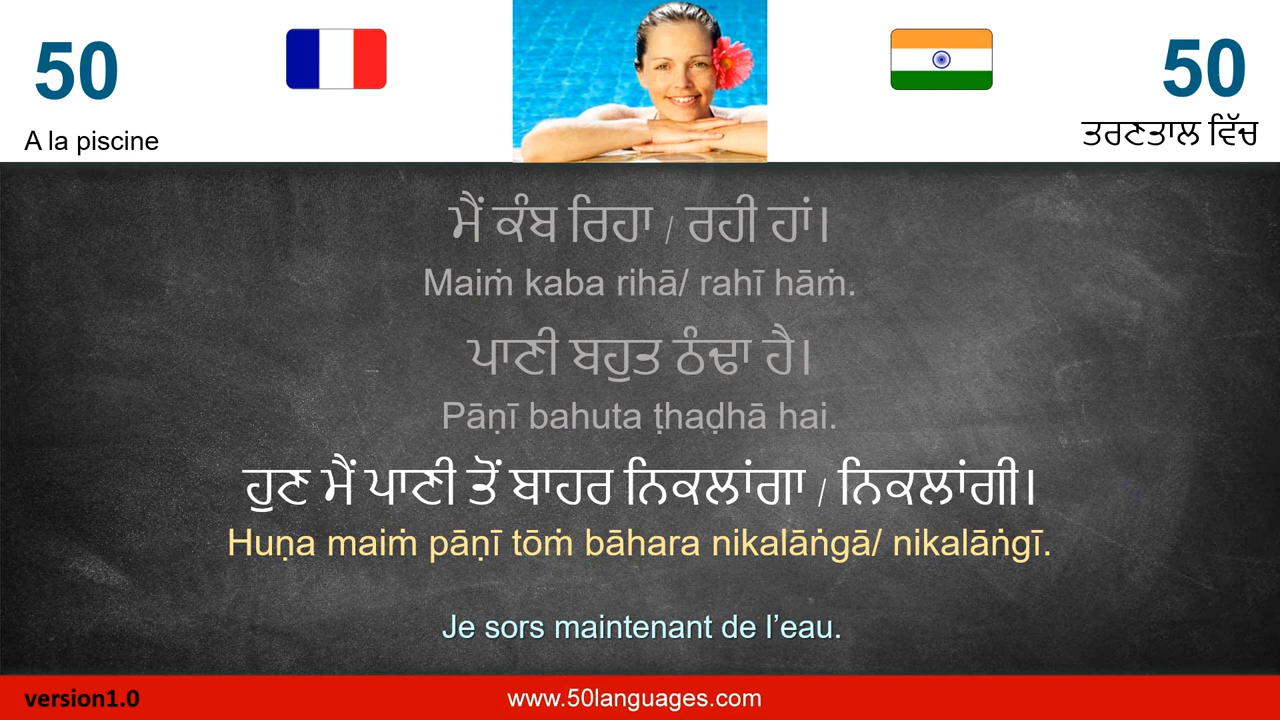 50
50
A la piscine
ਤਰਣਤਾਲ ਵਿੱਚ
ਮੈਂ ਕੰਬ ਰਿਹਾ / ਰਹੀ ਹਾਂ।
Maiṁ kaba rihā/ rahī hāṁ.
ਪਾਣੀ ਬਹੁਤ ਠੰਢਾ ਹੈ।
Pāṇī bahuta ṭhaḍhā hai.
ਹੁਣ ਮੈਂ ਪਾਣੀ ਤੋਂ ਬਾਹਰ ਨਿਕਲਾਂਗਾ / ਨਿਕਲਾਂਗੀ।
Huṇa maiṁ pāṇī tōṁ bāhara nikalāṅgā/ nikalāṅgī.
Je sors maintenant de l’eau.
version1.0
www.50languages.com